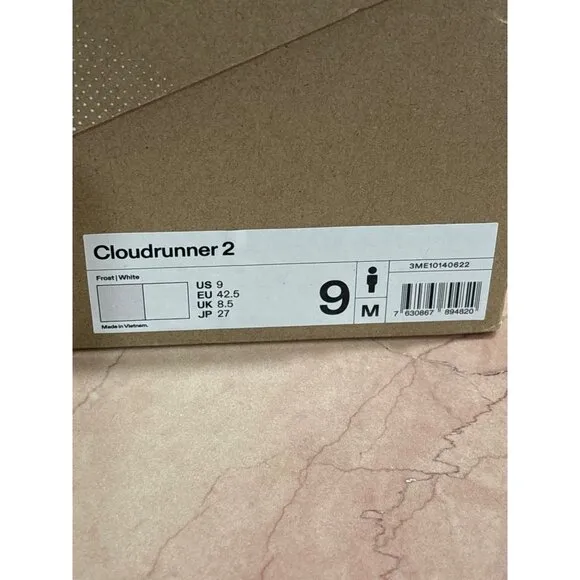 Cloudrunner 2
Frost | White
US 9
EU 42.5
UK 8.5
JP 27
Made in Vietnam.
9
M
3ME10140622
7 630867 894820